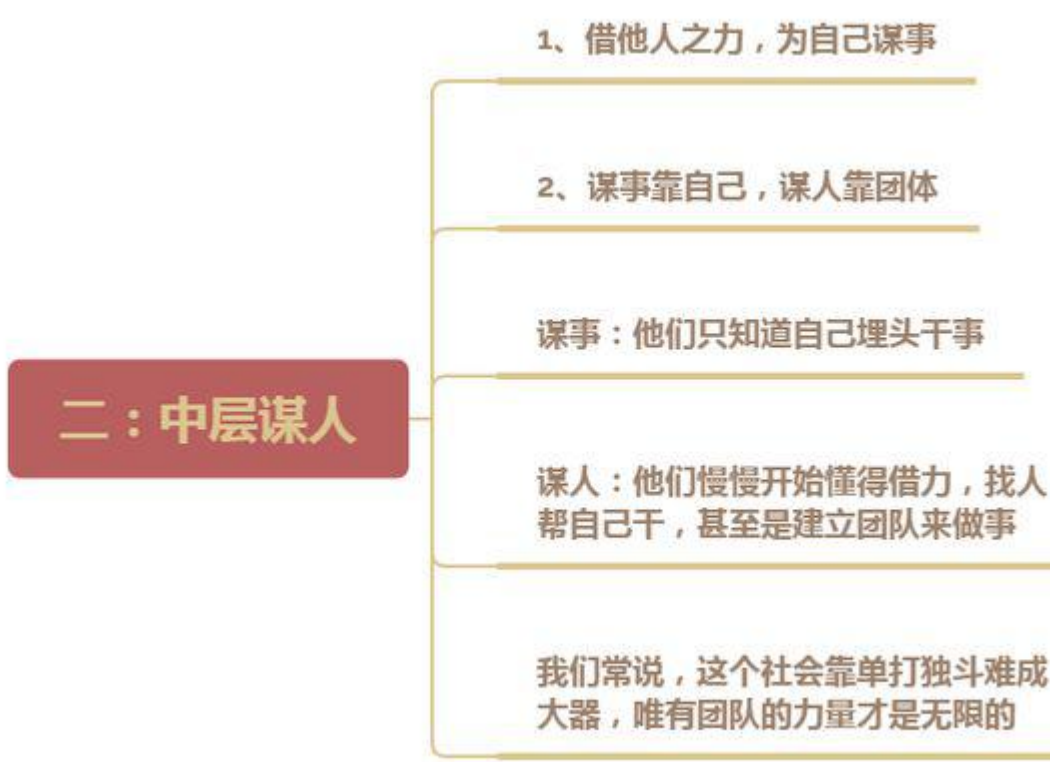 二：中层谋人
1、借他人之力，为自己谋事
2、谋事靠自己，谋人靠团体
谋事：他们只知道自己埋头干事
谋人：他们慢慢开始懂得借力，找人
帮自己干，甚至是建立团队来做事
我们常说，这个社会靠单打独斗难成
大器，唯有团队的力量才是无限的